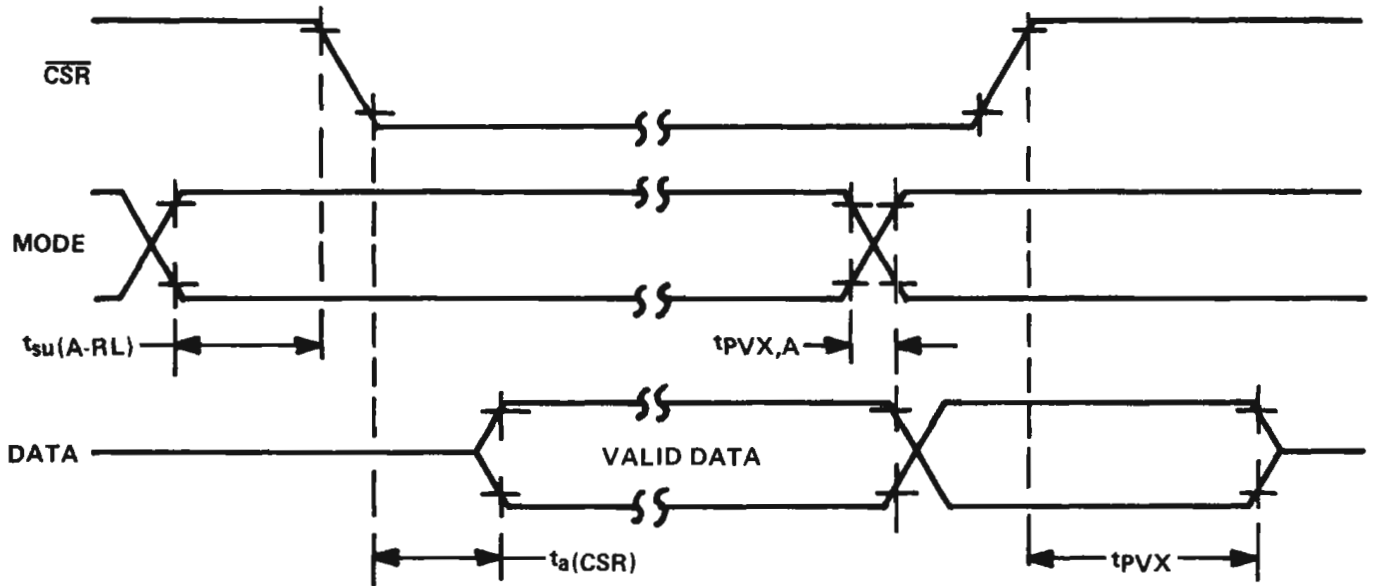 CSR
MODE
tsu(A-RL)
tPVX,A
DATA
VALID DATA
ta(CSR)
tPVX